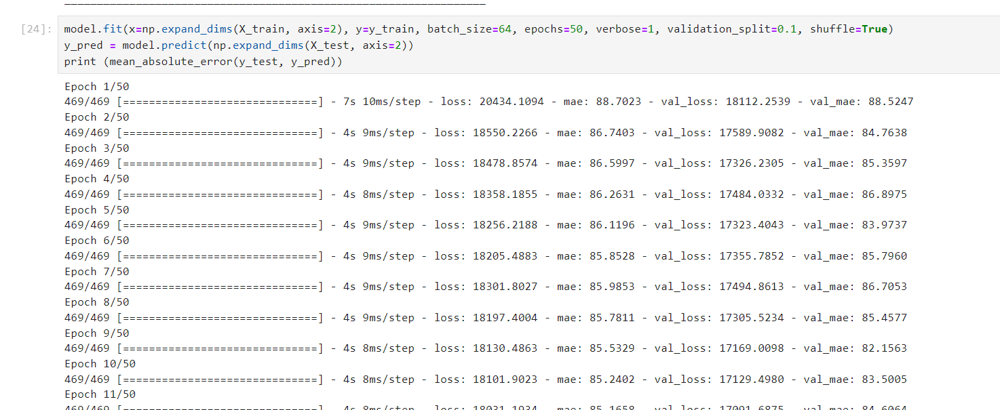 [24]: model.fit(x=np.expand_dims(X_train, axis=2), y=y_train, batch_size=64, epochs=50, verbose=1, validation_split=0.1, shuffle=True)
y_pred = model.predict(np.expand_dims(X_test, axis=2))
print (mean_absolute_error(y_test, y_pred))
Epoch 1/50
469/469 [==============================] - 7s 10ms/step - loss: 20434.1094 - mae: 88.7023 - val_loss: 18112.2539 - val_mae: 88.5247
Epoch 2/50
469/469 [==============================] - 4s 9ms/step - loss: 18550.2266 - mae: 86.7403 - val_loss: 17589.9082 - val_mae: 84.7638
Epoch 3/50
469/469 [==============================] - 4s 9ms/step - loss: 18478.8574 - mae: 86.5997 - val_loss: 17326.2305 - val_mae: 85.3597
Epoch 4/50
469/469 [==============================] - 4s 8ms/step - loss: 18358.1855 - mae: 86.2631 - val_loss: 17484.0332 - val_mae: 86.8975
Epoch 5/50
469/469 [==============================] - 4s 9ms/step - loss: 18256.2188 - mae: 86.1196 - val_loss: 17323.4043 - val_mae: 83.9737
Epoch 6/50
469/469 [==============================] - 4s 9ms/step - loss: 18205.4883 - mae: 85.8528 - val_loss: 17355.7852 - val_mae: 85.7960
Epoch 7/50
469/469 [==============================] - 4s 9ms/step - loss: 18301.8027 - mae: 85.9853 - val_loss: 17494.8613 - val_mae: 86.7053
Epoch 8/50
469/469 [==============================] - 4s 9ms/step - loss: 18197.4004 - mae: 85.7811 - val_loss: 17305.5234 - val_mae: 85.4577
Epoch 9/50
469/469 [==============================] - 4s 8ms/step - loss: 18130.4863 - mae: 85.5329 - val_loss: 17169.0098 - val_mae: 82.1563
Epoch 10/50
469/469 [==============================] - 4s 8ms/step - loss: 18101.9023 - mae: 85.2402 - val_loss: 17129.4980 - val_mae: 83.5005
Epoch 11/50
469/469 [==============================] - 4s 8ms/step - loss: 18031.1934 - mae: 85.1658 - val_loss: 17091.6875 - val_mae: 84.6064